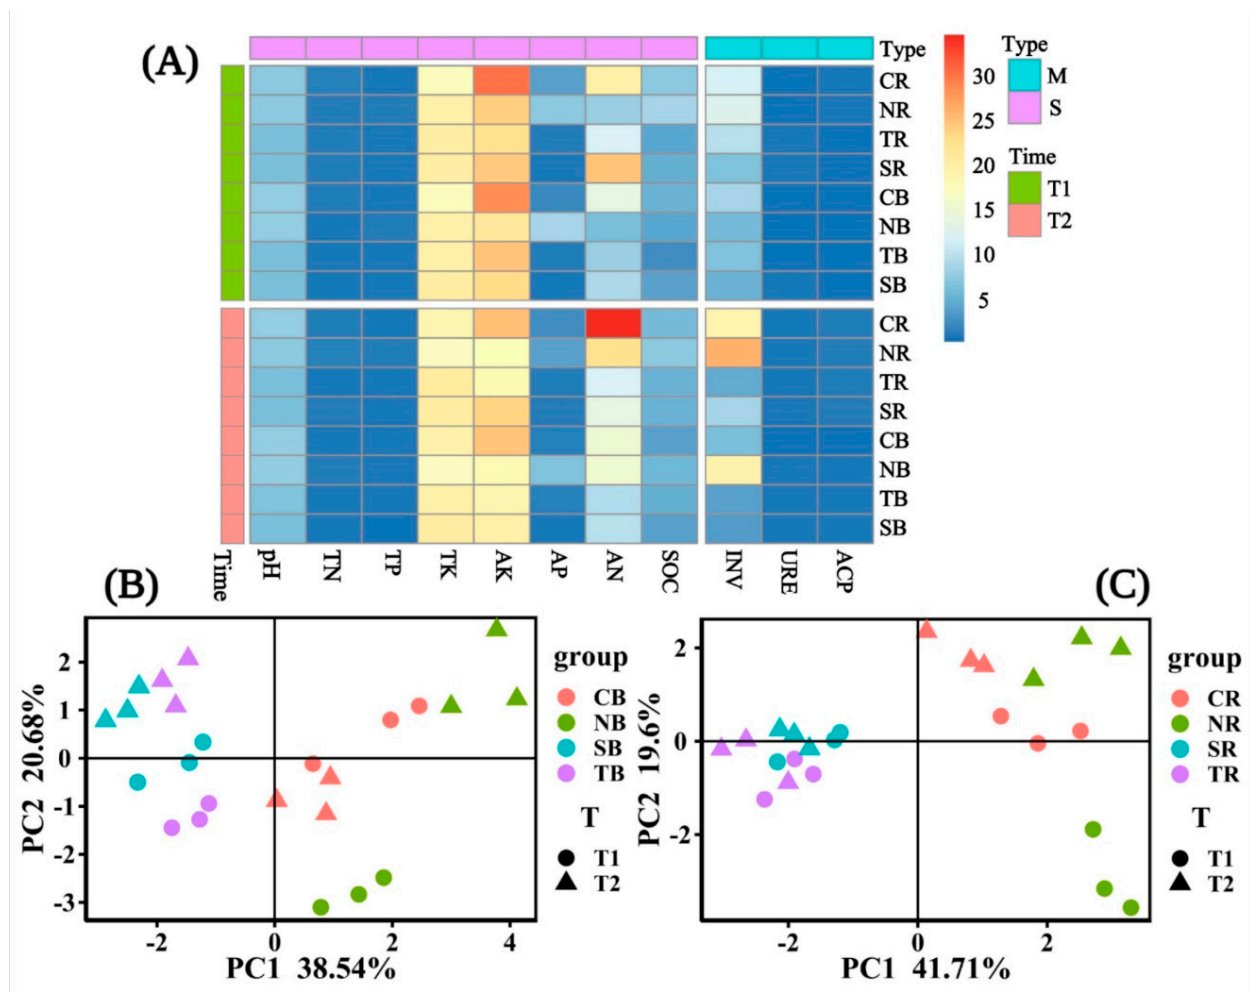 (A)
Type
CR
NR
TR
SR
CB
NB
TB
SB
CR
NR
TR
SR
CB
NB
TB
SB
Time
pH
TN
TP
TK
AK
AP
AN
SOC
INV
URE
ACP
30
25
20
15
10
5
Type
M
S
Time
T1
T2
(B)
2
1
0
-1
-2
-3
PC2 20.68%
-2
0
2
4
PC1 38.54%
group
CB
NB
SB
TB
T
T1
T2
(C)
2
0
-2
PC2 19.6%
-2
0
2
PC1 41.71%
group
CR
NR
SR
TR
T
T1
T2